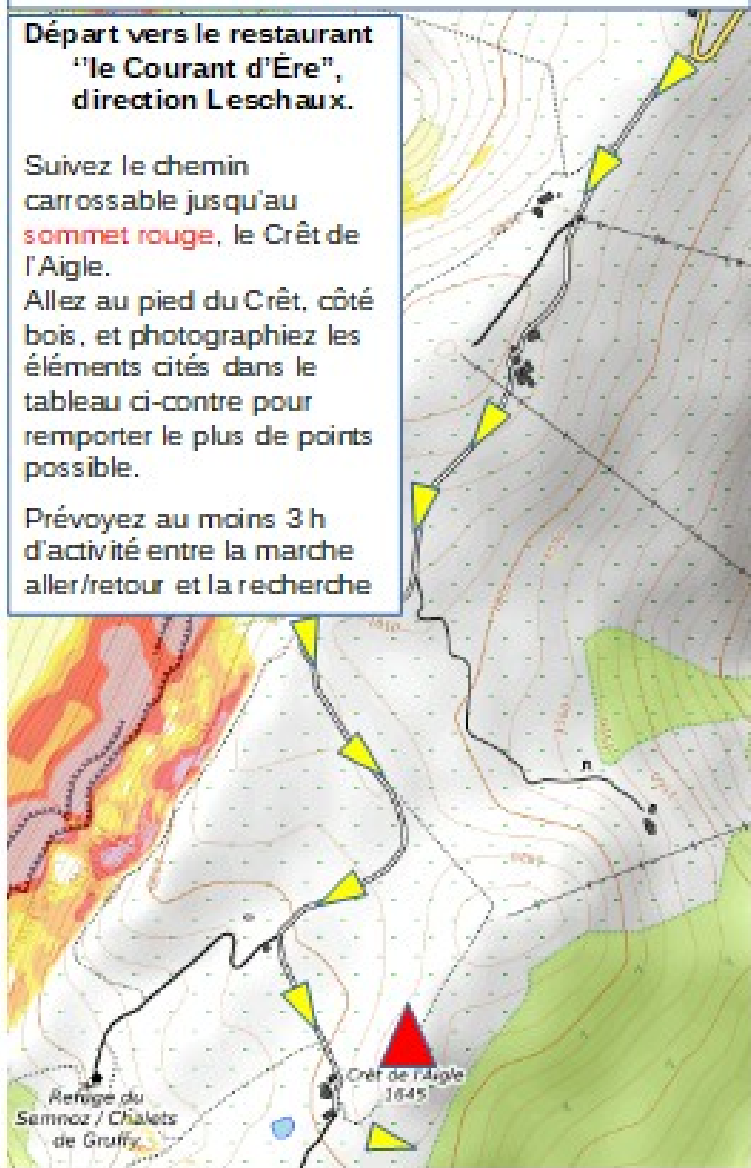 Départ vers le restaurant
‘’le Courant d’Ère’’,
direction Leschaux.
Suivez le chemin
carrossable jusqu’au
sommet rouge, le Crêt de
l’Aigle.
Allez au pied du Crêt, côté
bois, et photographiez les
éléments cités dans le
tableau ci-contre pour
remporter le plus de points
possible.
Prévoyez au moins 3 h
d’activité entre la marche
aller/retour et la recherche
Crêt de l'Aigle
1645
Refuge du
Semnoz / Chalets
de Gruffy